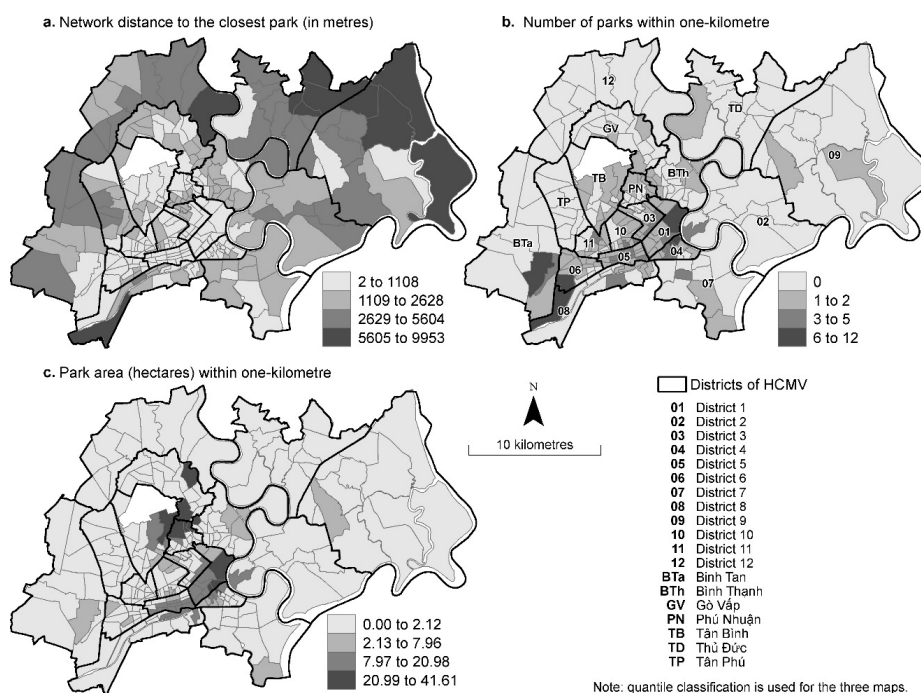 a. Network distance to the closest park (in metres)
2 to 1108
1109 to 2628
2629 to 5604
5605 to 9953
b. Number of parks within one-kilometre
12
TD
GV
09
TB
BTh
PN
TP
03
02
10
01
BTa
11
05
04
06
07
08
0
1 to 2
3 to 5
6 to 12
c. Park area (hectares) within one-kilometre
0.00 to 2.12
2.13 to 7.96
7.97 to 20.98
20.99 to 41.61
N
10 kilometres
Districts of HCMV
01 District 1
02 District 2
03 District 3
04 District 4
05 District 5
06 District 6
07 District 7
08 District 8
09 District 9
10 District 10
11 District 11
12 District 12
BTa Binh Tan
BTh Binh Thạnh
GV Gò Vấp
PN Phú Nhuận
TB Tân Bình
TD Thủ Đức
TP Tân Phú
Note: quantile classification is used for the three maps.